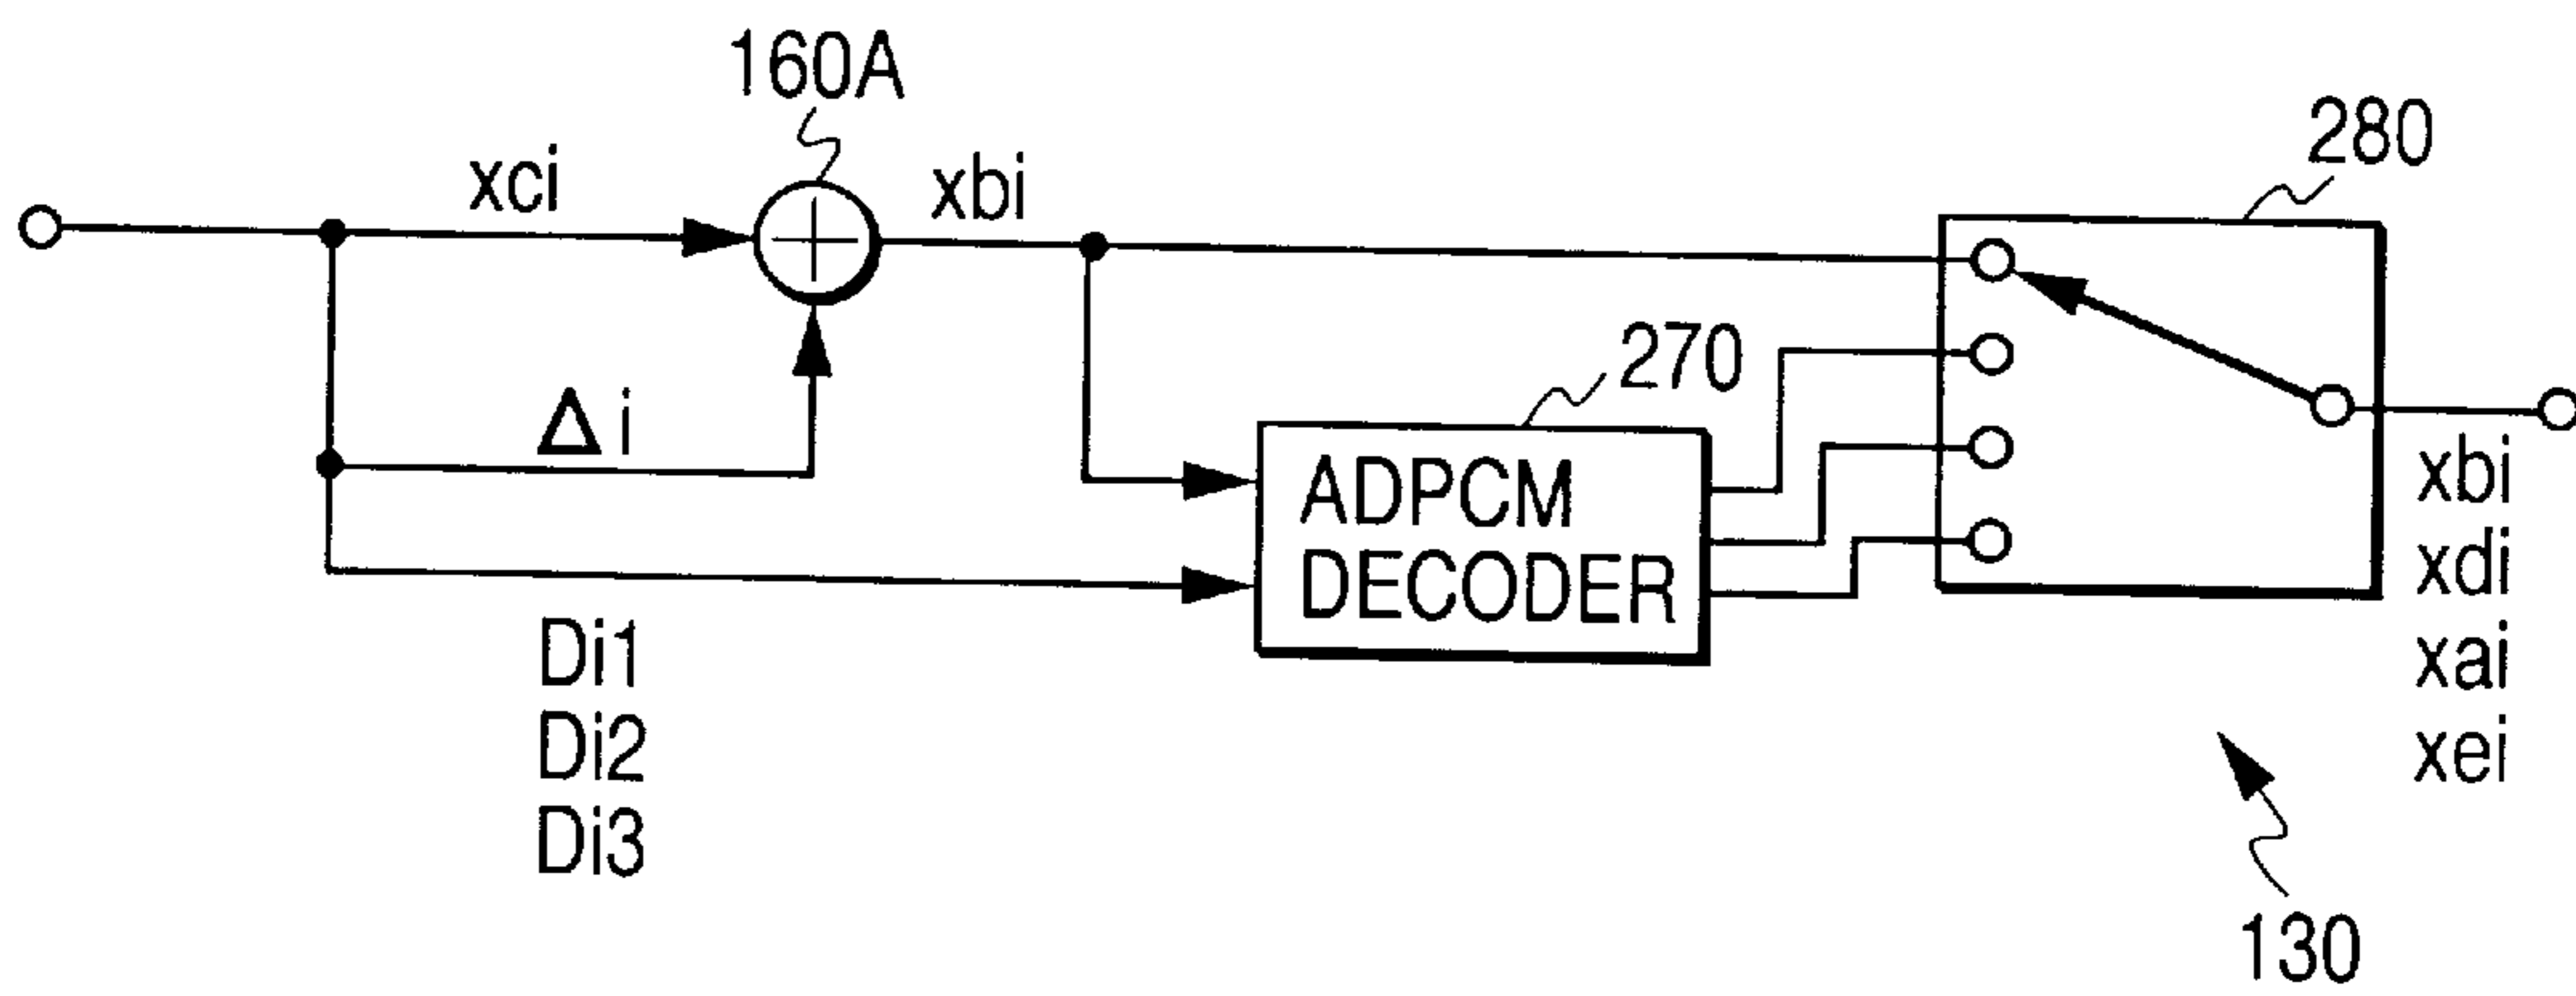 160A
280
xci
xbi
270
Δi
ADPCM
DECODER
xbi
xdi
xai
xei
Di1
Di2
Di3
130